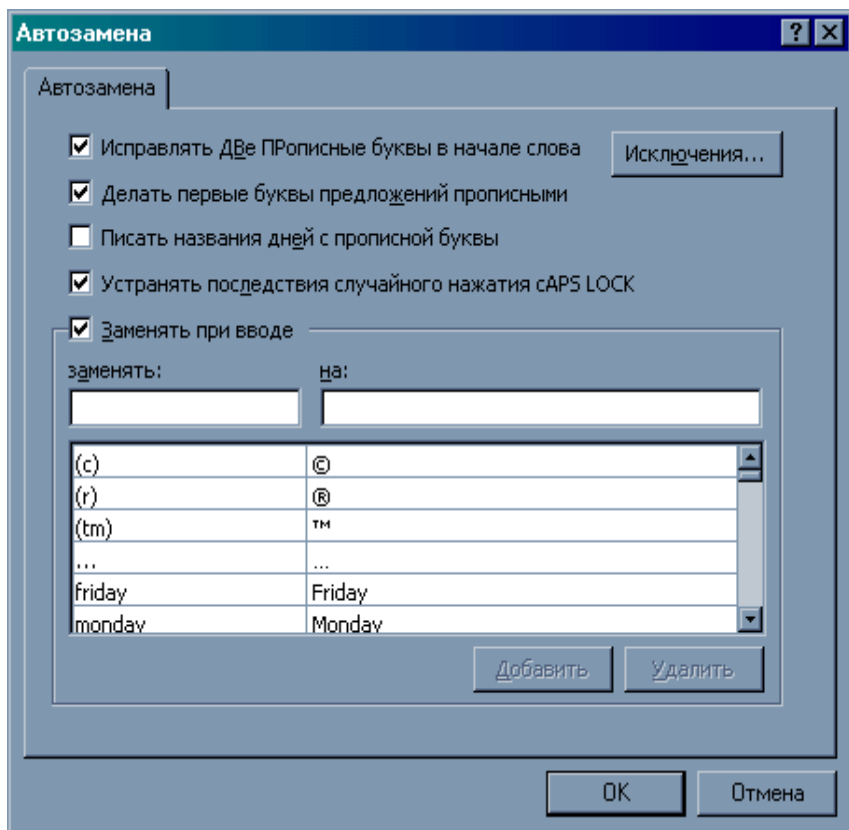 Автозамена
Автозамена
Исправлять ДВе ПРописные буквы в начале слова
Исключения...
Делать первые буквы предложений прописными
Писать названия дней с прописной буквы
Устранять последствия случайного нажатия cAPS LOCK
Заменять при вводе
заменять: на:
(c) ©
(r) ®
(tm) ™
... …
friday Friday
monday Monday
Добавить Удалить
OK Отмена